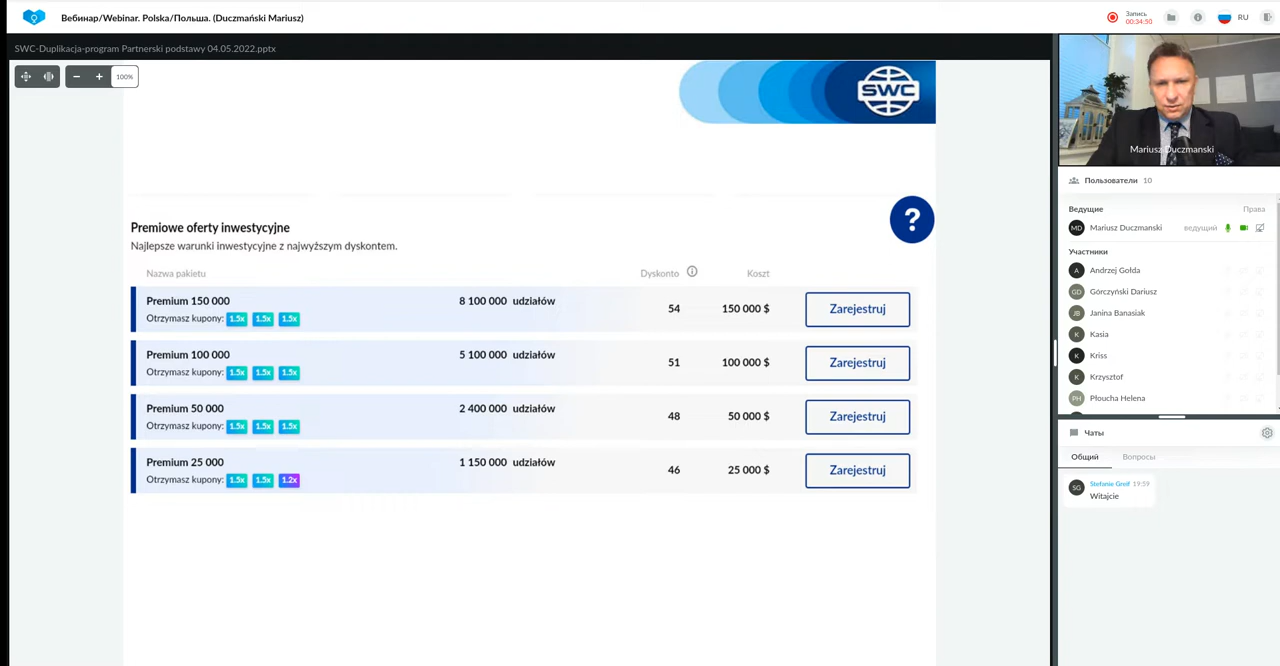 Вебинар/Webinar. Polska/Польша. (Duczmański Mariusz)
Запись
00:34:50
RU
SWC-Duplikacja-program Partnerski podstawy 04.05.2022.pptx
100%
SWC
Mariusz Duczmanski
Пользователи 10
Ведущие Права
MD Mariusz Duczmanski ведущий
Участники
A Andrzej Gołda
GD Górczyński Dariusz
JB Janina Banasiak
K Kasia
K Kriss
K Krzysztof
PH Płoucha Helena
Чаты
Общий Вопросы
SG Stefanie Greif 19:59
Witajcie
Premiowe oferty inwestycyjne
?
Najlepsze warunki inwestycyjne z najwyższym dyskontem.
Nazwa pakietu Dyskonto Koszt
Premium 150 000 8 100 000 udziałów 54 150 000 $ Zarejestruj
Otrzymasz kupony: 1.5x 1.5x 1.5x
Premium 100 000 5 100 000 udziałów 51 100 000 $ Zarejestruj
Otrzymasz kupony: 1.5x 1.5x 1.5x
Premium 50 000 2 400 000 udziałów 48 50 000 $ Zarejestruj
Otrzymasz kupony: 1.5x 1.5x 1.5x
Premium 25 000 1 150 000 udziałów 46 25 000 $ Zarejestruj
Otrzymasz kupony: 1.5x 1.5x 1.2x